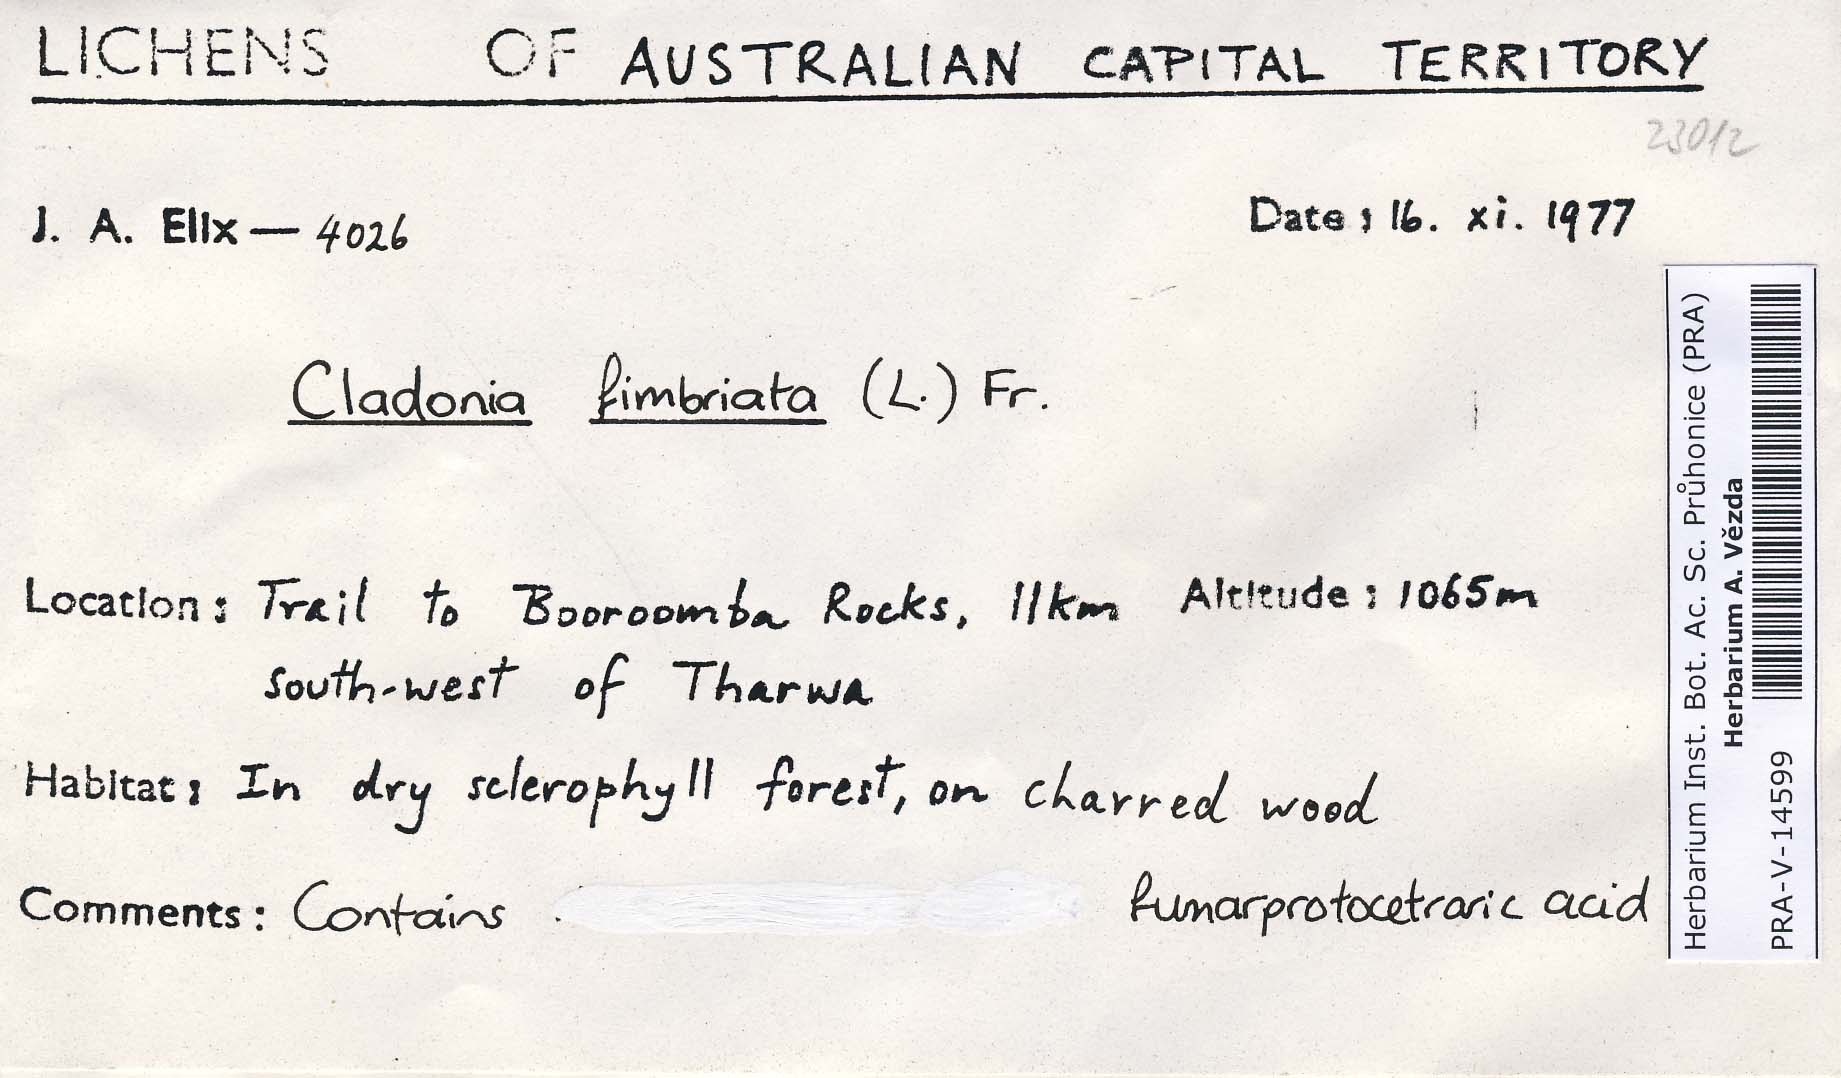 LICHENS OF AUSTRALIAN CAPITAL TERRITORY
23012
J. A. Elix — 4026 Date: 16. xi. 1977
Cladonia fimbriata (L.) Fr.
Location: Trail to Booroomba Rocks, 11km Altitude: 1065m
south-west of Tharwa
Habitat: In dry sclerophyll forest, on charred wood
Comments: Contains fumarprotocetraric acid
Herbarium Inst. Bot. Ac. Sc. Průhonice (PRA)
Herbarium A. Vězda
PRA-V-14599